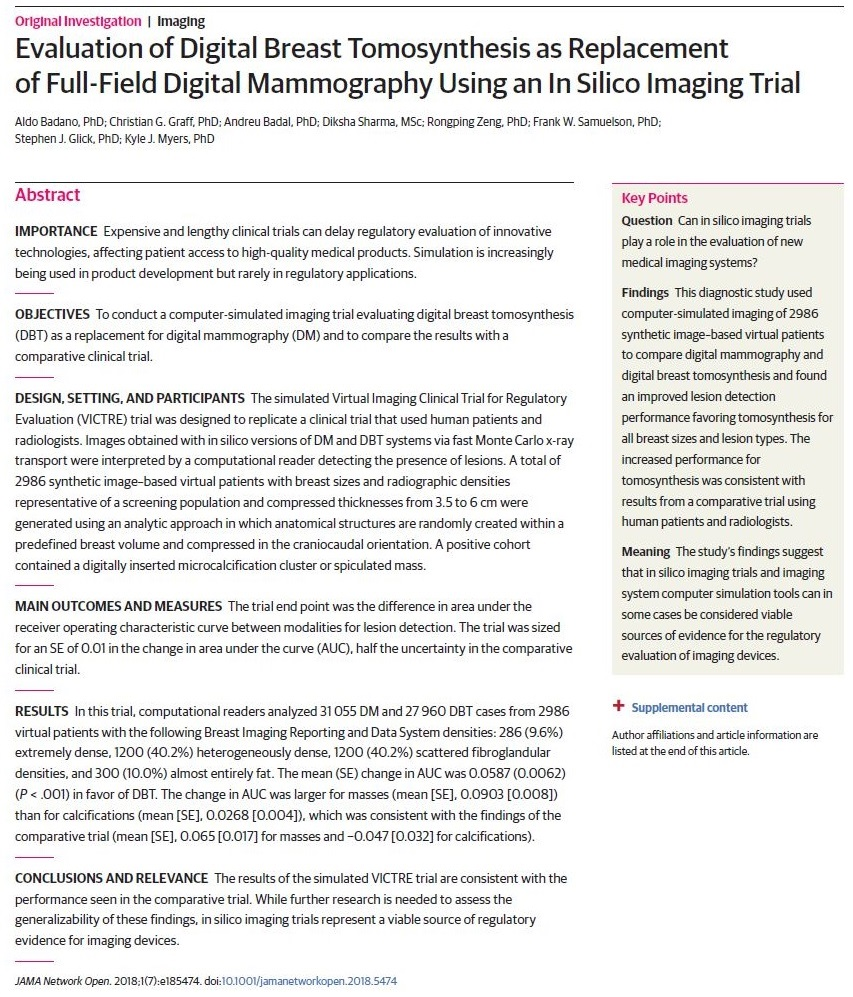 Original Investigation | Imaging
Evaluation of Digital Breast Tomosynthesis as Replacement
of Full-Field Digital Mammography Using an In Silico Imaging Trial
Aldo Badano, PhD; Christian G. Graff, PhD; Andreu Badal, PhD; Diksha Sharma, MSc; Rongping Zeng, PhD; Frank W. Samuelson, PhD;
Stephen J. Glick, PhD; Kyle J. Myers, PhD
Abstract
IMPORTANCE Expensive and lengthy clinical trials can delay regulatory evaluation of innovative
technologies, affecting patient access to high-quality medical products. Simulation is increasingly
being used in product development but rarely in regulatory applications.
OBJECTIVES To conduct a computer-simulated imaging trial evaluating digital breast tomosynthesis
(DBT) as a replacement for digital mammography (DM) and to compare the results with a
comparative clinical trial.
DESIGN, SETTING, AND PARTICIPANTS The simulated Virtual Imaging Clinical Trial for Regulatory
Evaluation (VICTRE) trial was designed to replicate a clinical trial that used human patients and
radiologists. Images obtained with in silico versions of DM and DBT systems via fast Monte Carlo x-ray
transport were interpreted by a computational reader detecting the presence of lesions. A total of
2986 synthetic image–based virtual patients with breast sizes and radiographic densities
representative of a screening population and compressed thicknesses from 3.5 to 6 cm were
generated using an analytic approach in which anatomical structures are randomly created within a
predefined breast volume and compressed in the craniocaudal orientation. A positive cohort
contained a digitally inserted microcalcification cluster or spiculated mass.
MAIN OUTCOMES AND MEASURES The trial end point was the difference in area under the
receiver operating characteristic curve between modalities for lesion detection. The trial was sized
for an SE of 0.01 in the change in area under the curve (AUC), half the uncertainty in the comparative
clinical trial.
RESULTS In this trial, computational readers analyzed 31 055 DM and 27 960 DBT cases from 2986
virtual patients with the following Breast Imaging Reporting and Data System densities: 286 (9.6%)
extremely dense, 1200 (40.2%) heterogeneously dense, 1200 (40.2%) scattered fibroglandular
densities, and 300 (10.0%) almost entirely fat. The mean (SE) change in AUC was 0.0587 (0.0062)
(P < .001) in favor of DBT. The change in AUC was larger for masses (mean [SE], 0.0903 [0.008])
than for calcifications (mean [SE], 0.0268 [0.004]), which was consistent with the findings of the
comparative trial (mean [SE], 0.065 [0.017] for masses and −0.047 [0.032] for calcifications).
CONCLUSIONS AND RELEVANCE The results of the simulated VICTRE trial are consistent with the
performance seen in the comparative trial. While further research is needed to assess the
generalizability of these findings, in silico imaging trials represent a viable source of regulatory
evidence for imaging devices.
JAMA Network Open. 2018;1(7):e185474. doi:10.1001/jamanetworkopen.2018.5474
Key Points
Question Can in silico imaging trials
play a role in the evaluation of new
medical imaging systems?
Findings This diagnostic study used
computer-simulated imaging of 2986
synthetic image–based virtual patients
to compare digital mammography and
digital breast tomosynthesis and found
an improved lesion detection
performance favoring tomosynthesis for
all breast sizes and lesion types. The
increased performance for
tomosynthesis was consistent with
results from a comparative trial using
human patients and radiologists.
Meaning The study's findings suggest
that in silico imaging trials and imaging
system computer simulation tools can in
some cases be considered viable
sources of evidence for the regulatory
evaluation of imaging devices.
+ Supplemental content
Author affiliations and article information are
listed at the end of this article.